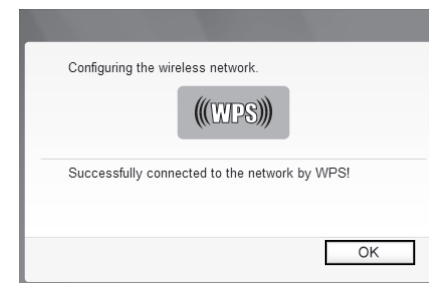 Configuring the wireless network.
(((WPS)))
Successfully connected to the network by WPS!
OK